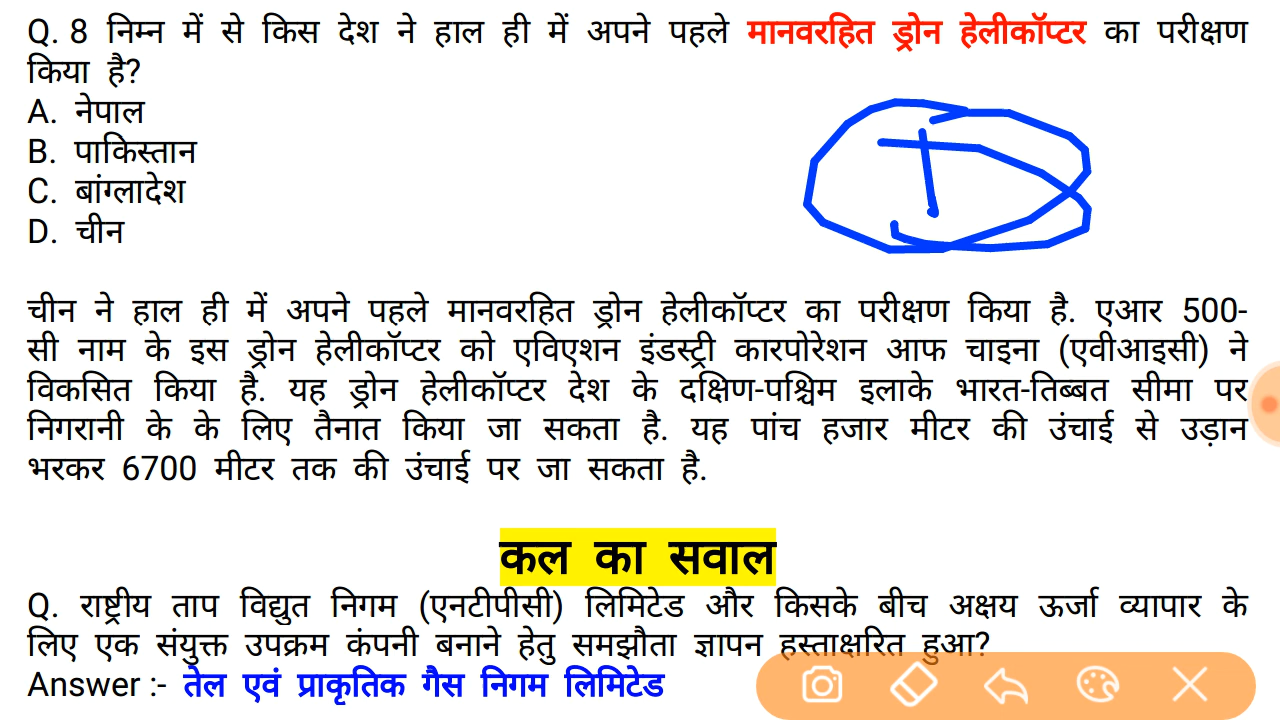 Q. 8 निम्न में से किस देश ने हाल ही में अपने पहले मानवरहित ड्रोन हेलीकॉप्टर का परीक्षण
किया है?
A. नेपाल
B. पाकिस्तान
C. बांग्लादेश
D. चीन
D
चीन ने हाल ही में अपने पहले मानवरहित ड्रोन हेलीकॉप्टर का परीक्षण किया है. एआर 500-
सी नाम के इस ड्रोन हेलीकॉप्टर को एविएशन इंडस्ट्री कारपोरेशन आफ चाइना (एवीआइसी) ने
विकसित किया है. यह ड्रोन हेलीकॉप्टर देश के दक्षिण-पश्चिम इलाके भारत-तिब्बत सीमा पर
निगरानी के के लिए तैनात किया जा सकता है. यह पांच हजार मीटर की उंचाई से उड़ान
भरकर 6700 मीटर तक की उंचाई पर जा सकता है.
कल का सवाल
Q. राष्ट्रीय ताप विद्युत निगम (एनटीपीसी) लिमिटेड और किसके बीच अक्षय ऊर्जा व्यापार के
लिए एक संयुक्त उपक्रम कंपनी बनाने हेतु समझौता ज्ञापन हस्ताक्षरित हुआ?
Answer :- तेल एवं प्राकृतिक गैस निगम लिमिटेड